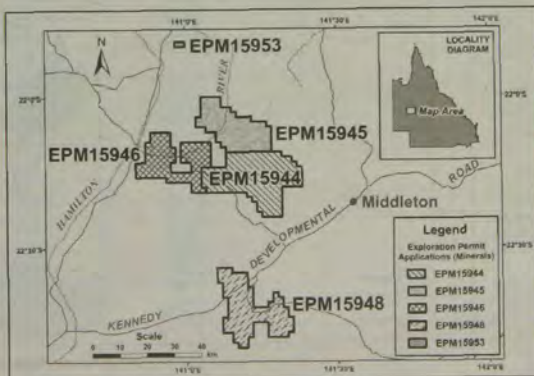 141°0'S 141°30'S 142°0'S
N
EPM15953
LOCALITY DIAGRAM
Map Area
22°0'S 22°0'S
RIVER
EPM15945
EPM15946
EPM15944
HAMILTON
ROAD
Middleton
DEVELOPMENTAL
22°30'S 22°30'S
Legend
Exploration Permit
Applications (Minerals)
EPM15944
EPM15945
EPM15946
EPM15948
EPM15953
EPM15948
KENNEDY
Scale
0 10 20 30 40
km
141°0'S 141°30'S 142°0'S